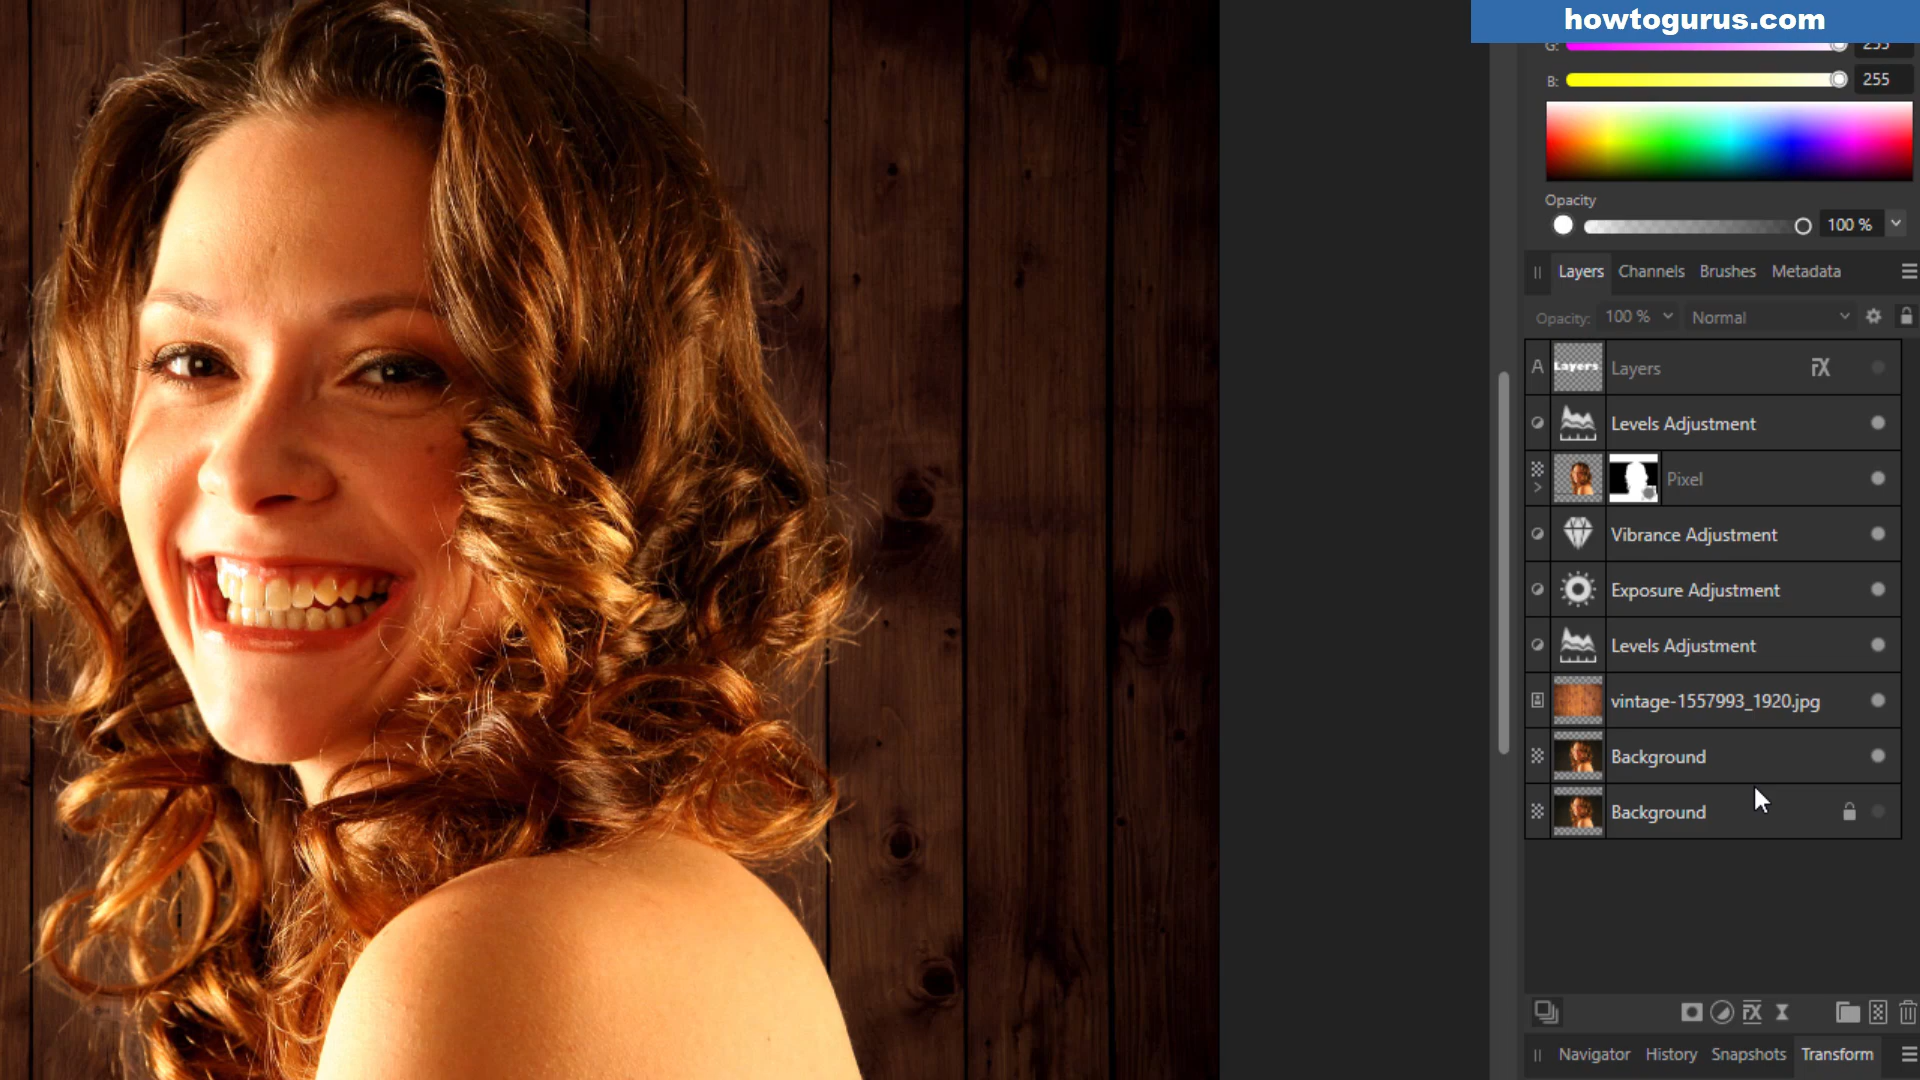 howtogurus.com
G: 255
B: 255
Opacity
100 %
Layers Channels Brushes Metadata
Opacity: 100 % Normal
A Layers Layers
Levels Adjustment
Pixel
Vibrance Adjustment
Exposure Adjustment
Levels Adjustment
vintage-1557993_1920.jpg
Background
Background
Navigator History Snapshots Transform